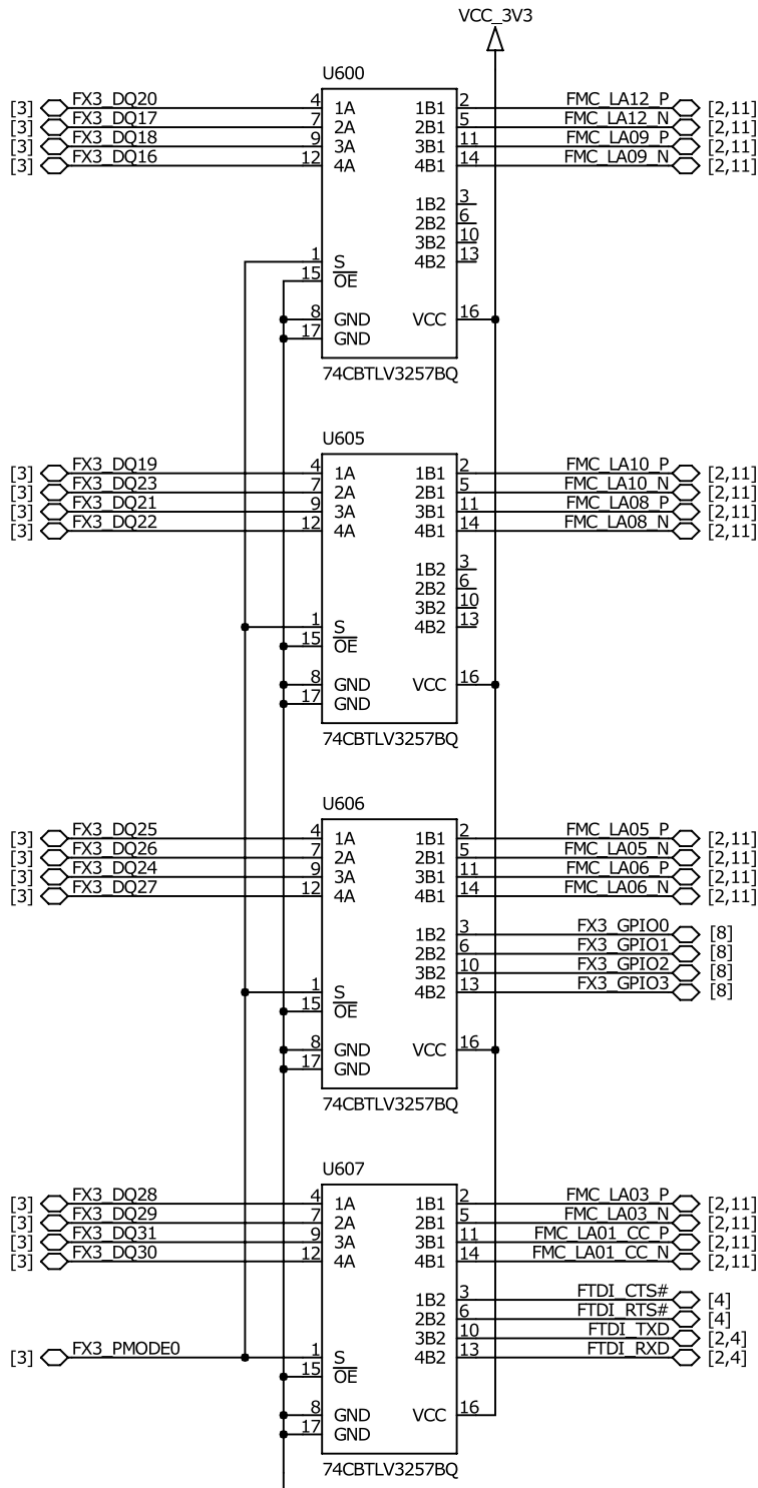 VCC_3V3
U600
[3] FX3_DQ20 4 1A 1B1 2 FMC_LA12_P [2,11]
[3] FX3_DQ17 7 2A 2B1 5 FMC_LA12_N [2,11]
[3] FX3_DQ18 9 3A 3B1 11 FMC_LA09_P [2,11]
[3] FX3_DQ16 12 4A 4B1 14 FMC_LA09_N [2,11]
1B2 3
2B2 6
3B2 10
1 S 4B2 13
15 OE
8 GND VCC 16
17 GND
74CBTLV3257BQ
U605
[3] FX3_DQ19 4 1A 1B1 2 FMC_LA10_P [2,11]
[3] FX3_DQ23 7 2A 2B1 5 FMC_LA10_N [2,11]
[3] FX3_DQ21 9 3A 3B1 11 FMC_LA08_P [2,11]
[3] FX3_DQ22 12 4A 4B1 14 FMC_LA08_N [2,11]
1B2 3
2B2 6
3B2 10
1 S 4B2 13
15 OE
8 GND VCC 16
17 GND
74CBTLV3257BQ
U606
[3] FX3_DQ25 4 1A 1B1 2 FMC_LA05_P [2,11]
[3] FX3_DQ26 7 2A 2B1 5 FMC_LA05_N [2,11]
[3] FX3_DQ24 9 3A 3B1 11 FMC_LA06_P [2,11]
[3] FX3_DQ27 12 4A 4B1 14 FMC_LA06_N [2,11]
1B2 3 FX3_GPIO0 [8]
2B2 6 FX3_GPIO1 [8]
3B2 10 FX3_GPIO2 [8]
1 S 4B2 13 FX3_GPIO3 [8]
15 OE
8 GND VCC 16
17 GND
74CBTLV3257BQ
U607
[3] FX3_DQ28 4 1A 1B1 2 FMC_LA03_P [2,11]
[3] FX3_DQ29 7 2A 2B1 5 FMC_LA03_N [2,11]
[3] FX3_DQ31 9 3A 3B1 11 FMC_LA01_CC_P [2,11]
[3] FX3_DQ30 12 4A 4B1 14 FMC_LA01_CC_N [2,11]
1B2 3 FTDI_CTS# [4]
2B2 6 FTDI_RTS# [4]
3B2 10 FTDI_TXD [2,4]
[3] FX3_PMODE0 1 S 4B2 13 FTDI_RXD [2,4]
15 OE
8 GND VCC 16
17 GND
74CBTLV3257BQ